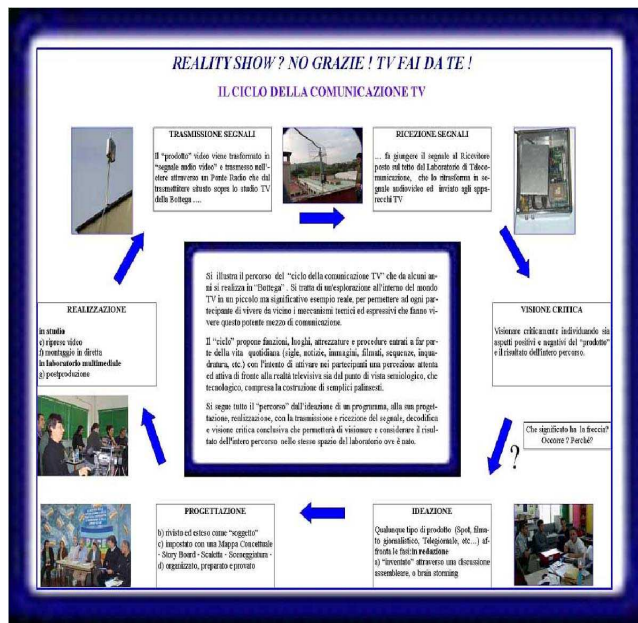 REALITY SHOW ? NO GRAZIE ! TV FAI DA TE !
IL CICLO DELLA COMUNICAZIONE TV
TRASMISSIONE SEGNALI
Il "prodotto" video viene trasformato in
"segnale audio video" e trasmesso nell'-
etere attraverso un Ponte Radio che dal
trasmettitore situato sopra lo studio TV
della Bottega ....
RICEZIONE SEGNALI
.... fa giungere il segnale al Ricevitore
posto sul tetto del Laboratorio di Teleco-
municazione, che lo ritrasforma in se-
gnale audiovideo ed inviato agli appa-
recchi TV
VISIONE CRITICA
Visionare criticamente individuando sia
aspetti positivi e negativi del "prodotto"
e il risultato dell'intero percorso.
Che significato ha la freccia?
Occorre ? Perché?
?
IDEAZIONE
Qualunque tipo di prodotto (Spot, filma-
to giornalistico, Telegiornale, etc...) af-
fronta le fasi:in redazione
a) "inventato" attraverso una discussione
assembleare, o brain storming
PROGETTAZIONE
b) rivisto ed esteso come "soggetto"
c) impostato con una Mappa Concettuale
- Story Board - Scaletta - Sceneggiatura -
d) organizzato, preparato e provato
REALIZZAZIONE
in studio
e) riprese video
f) montaggio in diretta
in laboratorio multimediale
g) postproduzione
Si illustra il percorso del "ciclo della comunicazione TV" che da alcuni an-
ni si realizza in "Bottega" . Si tratta di un'esplorazione all'interno del mondo
TV in un piccolo ma significativo esempio reale, per permettere ad ogni par-
tecipante di vivere da vicino i meccanismi tecnici ed espressivi che fanno vi-
vere questo potente mezzo di comunicazione.
Il "ciclo" propone funzioni, luoghi, attrezzature e procedure entrati a far par-
te della vita quotidiana (sigle, notizie, immagini, filmati, sequenze, inqua-
dratura, etc.) con l'intento di attivare nei partecipanti una percezione attenta
ed attiva di fronte alla realtà televisiva sia dal punto di vista semiologico, che
tecnologico, compresa la costruzione di semplici palinsesti.
Si segue tutto il "percorso" dall'ideazione di un programma, alla sua proget-
tazione, realizzazione, con la trasmissione e ricezione del segnale, decodifica
e visione critica conclusiva che permetterà di visionare e considerare il risul-
tato dell'intero percorso nello stesso spazio del laboratorio ove è nato.